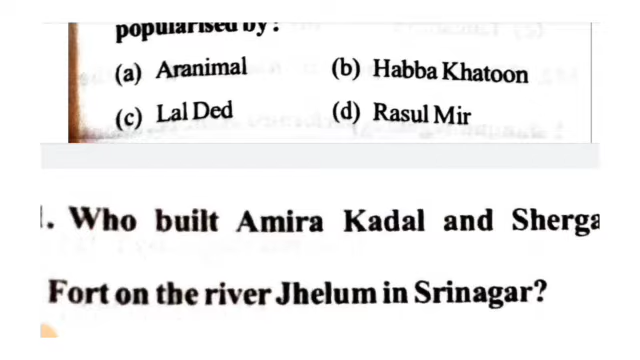 popularised by :
(a) Aranimal (b) Habba Khatoon
(c) Lal Ded (d) Rasul Mir
. Who built Amira Kadal and Sherga
Fort on the river Jhelum in Srinagar?